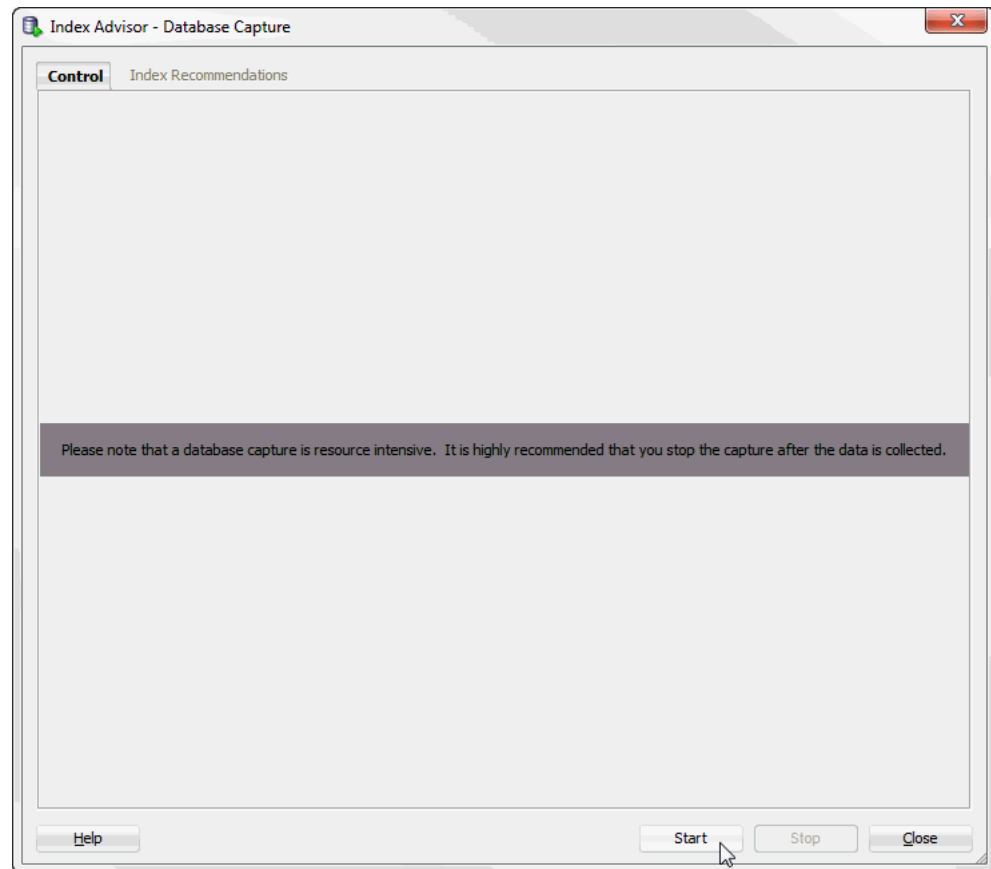 Index Advisor - Database Capture
Control
Index Recommendations
Please note that a database capture is resource intensive.  It is highly recommended that you stop the capture after the data is collected.
Help
Start
Stop
Close